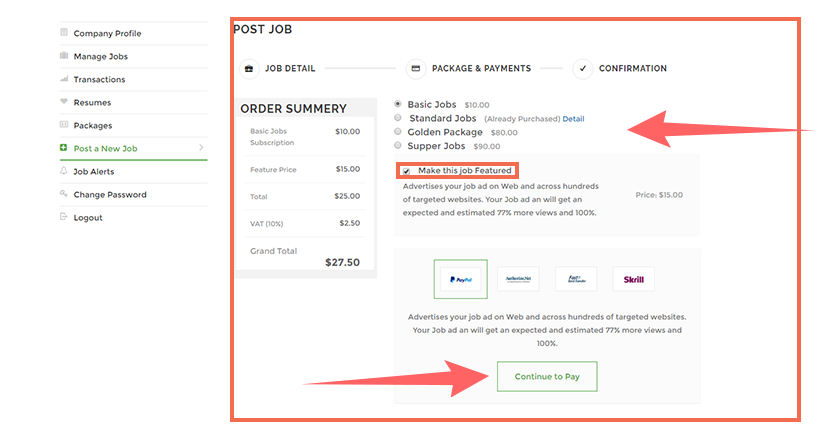 Company Profile
Manage Jobs
Transactions
Resumes
Packages
Post a New Job
Job Alerts
Change Password
Logout
POST JOB
JOB DETAIL
PACKAGE & PAYMENTS
CONFIRMATION
ORDER SUMMERY
Basic Jobs $10.00
Subscription
Feature Price $15.00
Total $25.00
VAT (10%) $2.50
Grand Total
$27.50
Basic Jobs $10.00
Standard Jobs (Already Purchased) Detail
Golden Package $80.00
Supper Jobs $90.00
Make this job Featured
Advertises your job ad on Web and across hundreds
of targeted websites. Your Job ad an will get an
expected and estimated 77% more views and 100%.
Price: $15.00
PayPal
Authorize.Net
Skrill
Advertises your job ad on Web and across hundreds of targeted websites.
Your Job ad an will get an expected and estimated 77% more views and
100%.
Continue to Pay